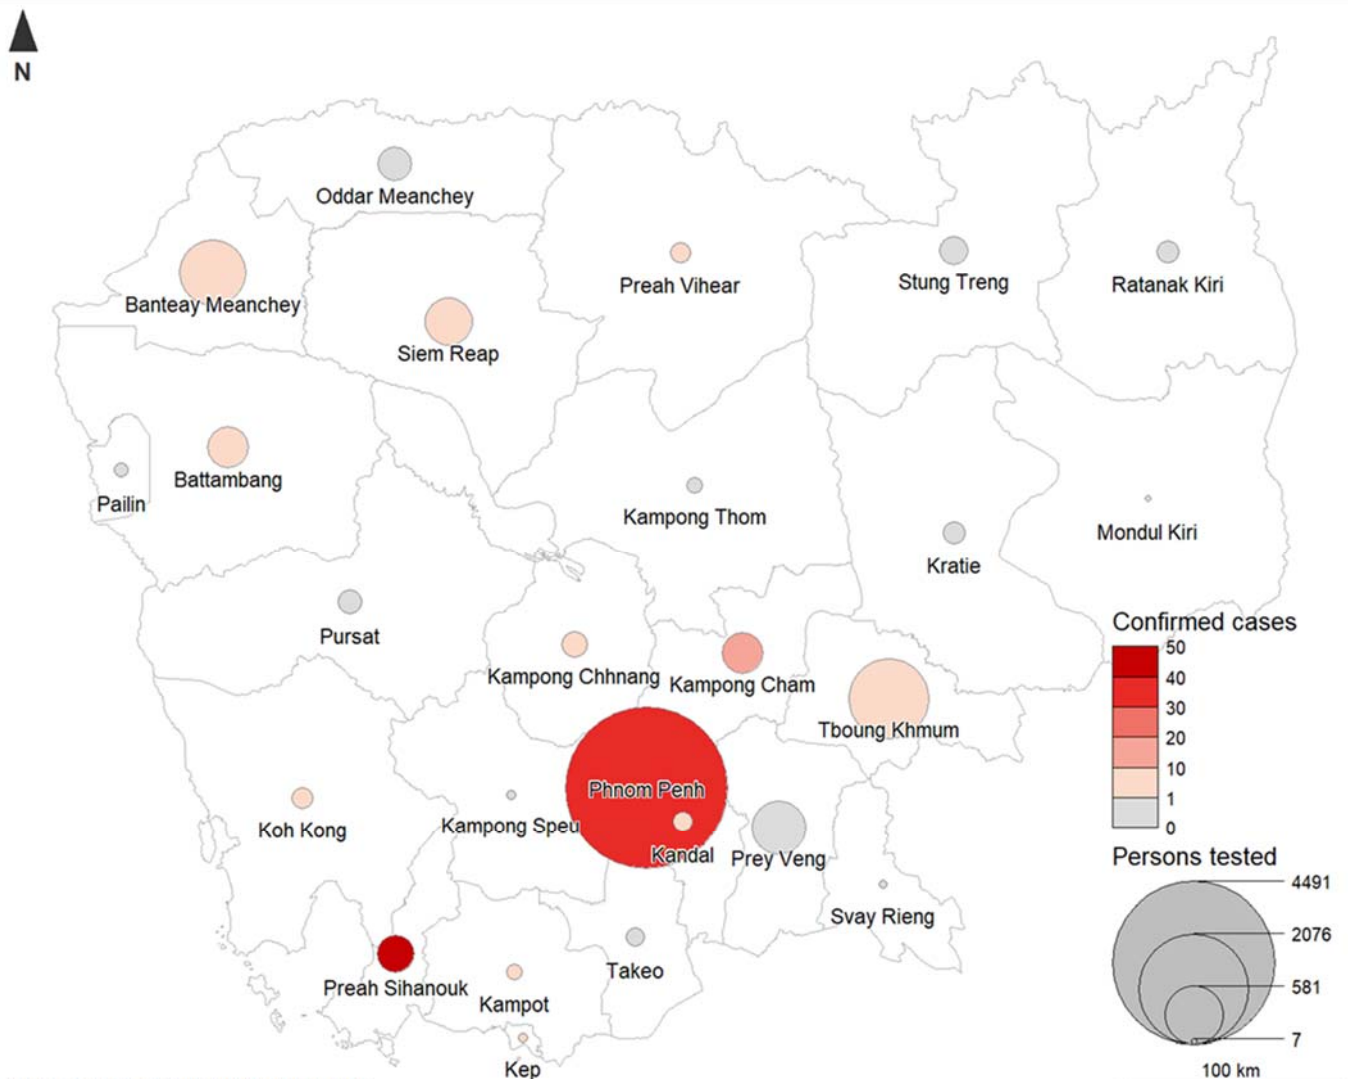 N
Oddar Meanchey
Banteay Meanchey
Preah Vihear
Stung Treng
Ratanak Kiri
Siem Reap
Battambang
Pailin
Kampong Thom
Mondul Kiri
Kratie
Pursat
Kampong Chhnang
Kampong Cham
Tboung Khmum
Phnom Penh
Koh Kong
Kampong Speu
Kandal
Prey Veng
Svay Rieng
Preah Sihanouk
Kampot
Takeo
Kep
Confirmed cases
50
40
30
20
10
1
0
Persons tested
4491
2076
581
7
100 km